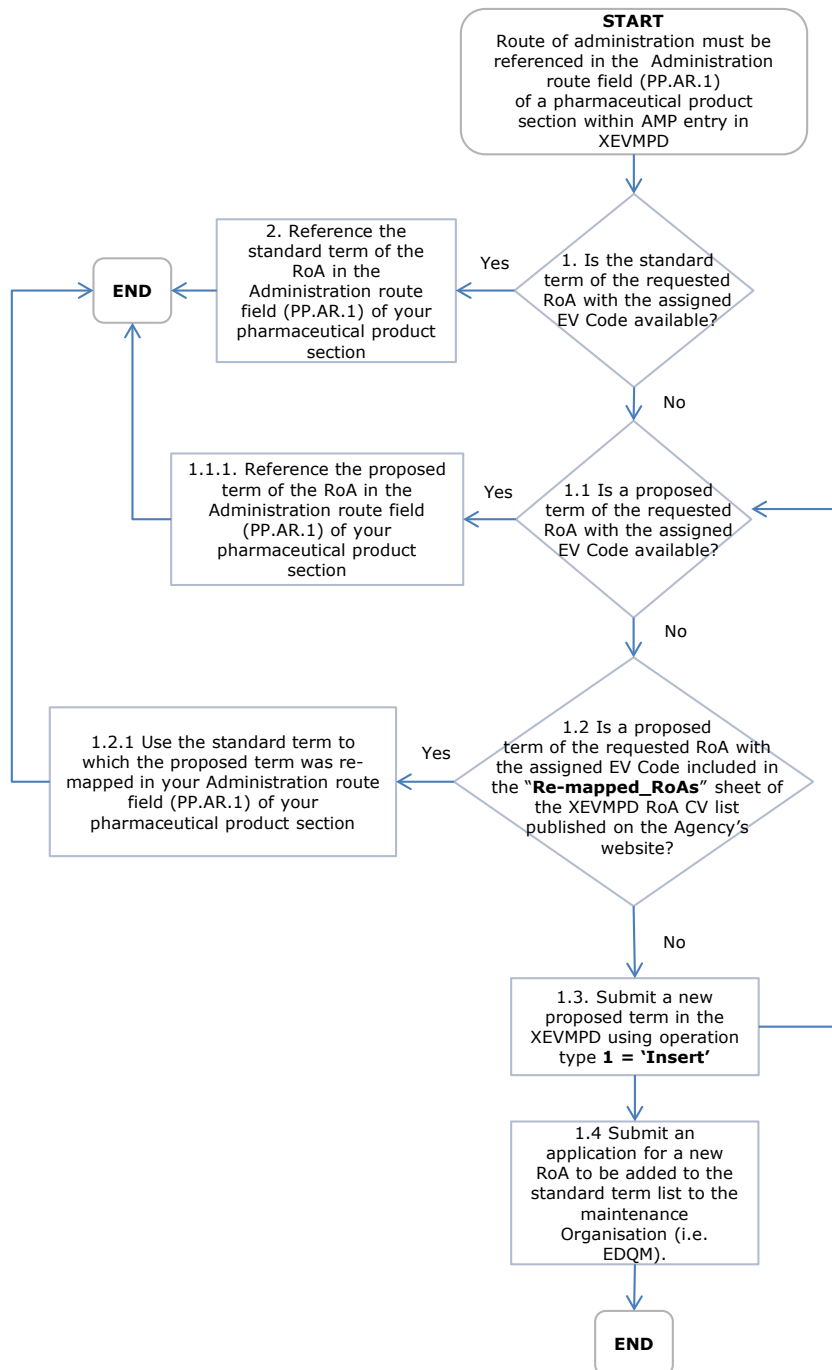 START
Route of administration must be
referenced in the  Administration
route field (PP.AR.1)
of a pharmaceutical product
section within AMP entry in
XEVMPD
1. Is the standard
term of the requested
RoA with the assigned
EV Code available?
Yes
2. Reference the
standard term of the
RoA in the
Administration route
field (PP.AR.1) of your
pharmaceutical product
section
END
No
1.1 Is a proposed
term of the requested
RoA with the assigned
EV Code available?
Yes
1.1.1. Reference the proposed
term of the RoA in the
Administration route field
(PP.AR.1) of your
pharmaceutical product
section
No
1.2 Is a proposed
term of the requested RoA with
the assigned EV Code included in
the “Re-mapped_RoAs” sheet of
the XEVMPD RoA CV list
published on the Agency’s
website?
Yes
1.2.1 Use the standard term to
which the proposed term was re-
mapped in your Administration route
field (PP.AR.1) of your
pharmaceutical product section
No
1.3. Submit a new
proposed term in the
XEVMPD using operation
type 1 = ‘Insert’
1.4 Submit an
application for a new
RoA to be added to the
standard term list to the
maintenance
Organisation (i.e.
EDQM).
END